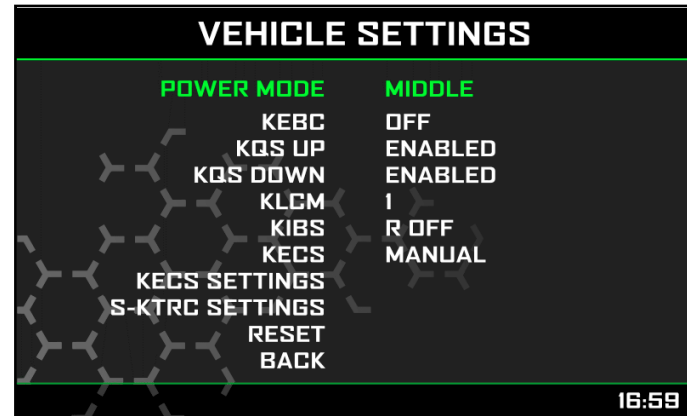 VEHICLE SETTINGS
POWER MODE MIDDLE
KEBC OFF
KQS UP ENABLED
KQS DOWN ENABLED
KLCM 1
KIBS R OFF
KECS MANUAL
KECS SETTINGS
S-KTRC SETTINGS
RESET
BACK
16:59